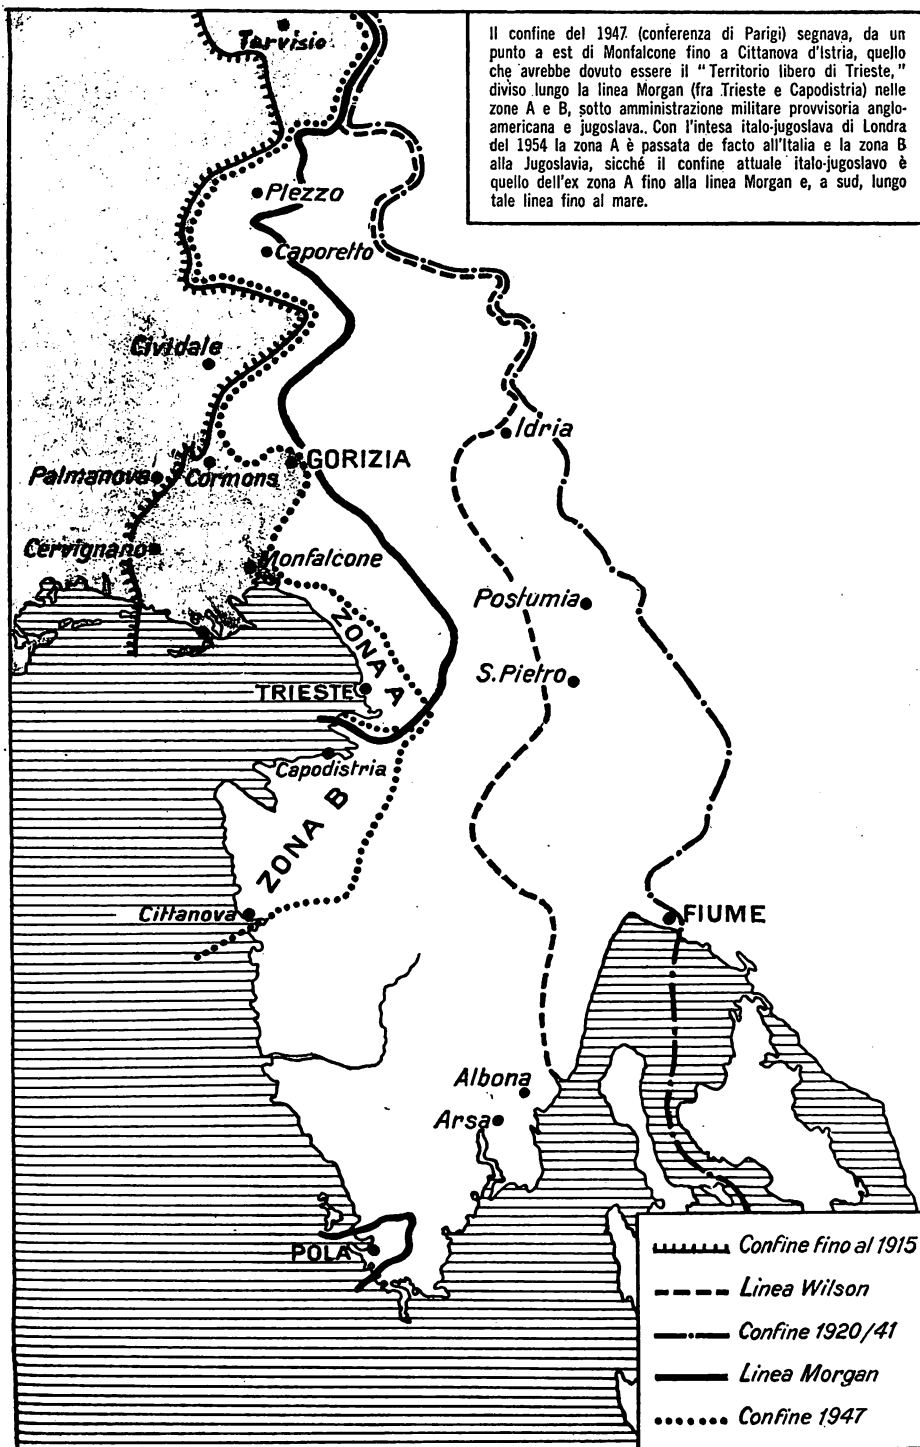 Tarvisio
Il confine del 1947 (conferenza di Parigi) segnava, da un
punto a est di Monfalcone fino a Cittanova d'Istria, quello
che avrebbe dovuto essere il "Territorio libero di Trieste,"
diviso lungo la linea Morgan (fra Trieste e Capodistria) nelle
zone A e B, sotto amministrazione militare provvisoria anglo-
americana e jugoslava. Con l'intesa italo-jugoslava di Londra
del 1954 la zona A è passata de facto all'Italia e la zona B
alla Jugoslavia, sicché il confine attuale italo-jugoslavo è
quello dell'ex zona A fino alla linea Morgan e, a sud, lungo
tale linea fino al mare.
Plezzo
Caporetto
Cividale
Idria
GORIZIA
Palmanova
Cormons
Cervignano
Monfalcone
Postumia
ZONA A
S. Pietro
TRIESTE
Capodistria
ZONA B
Cittanova
FIUME
Albona
Arsa
POLA
Confine fino al 1915
Linea Wilson
Confine 1920/41
Linea Morgan
Confine 1947